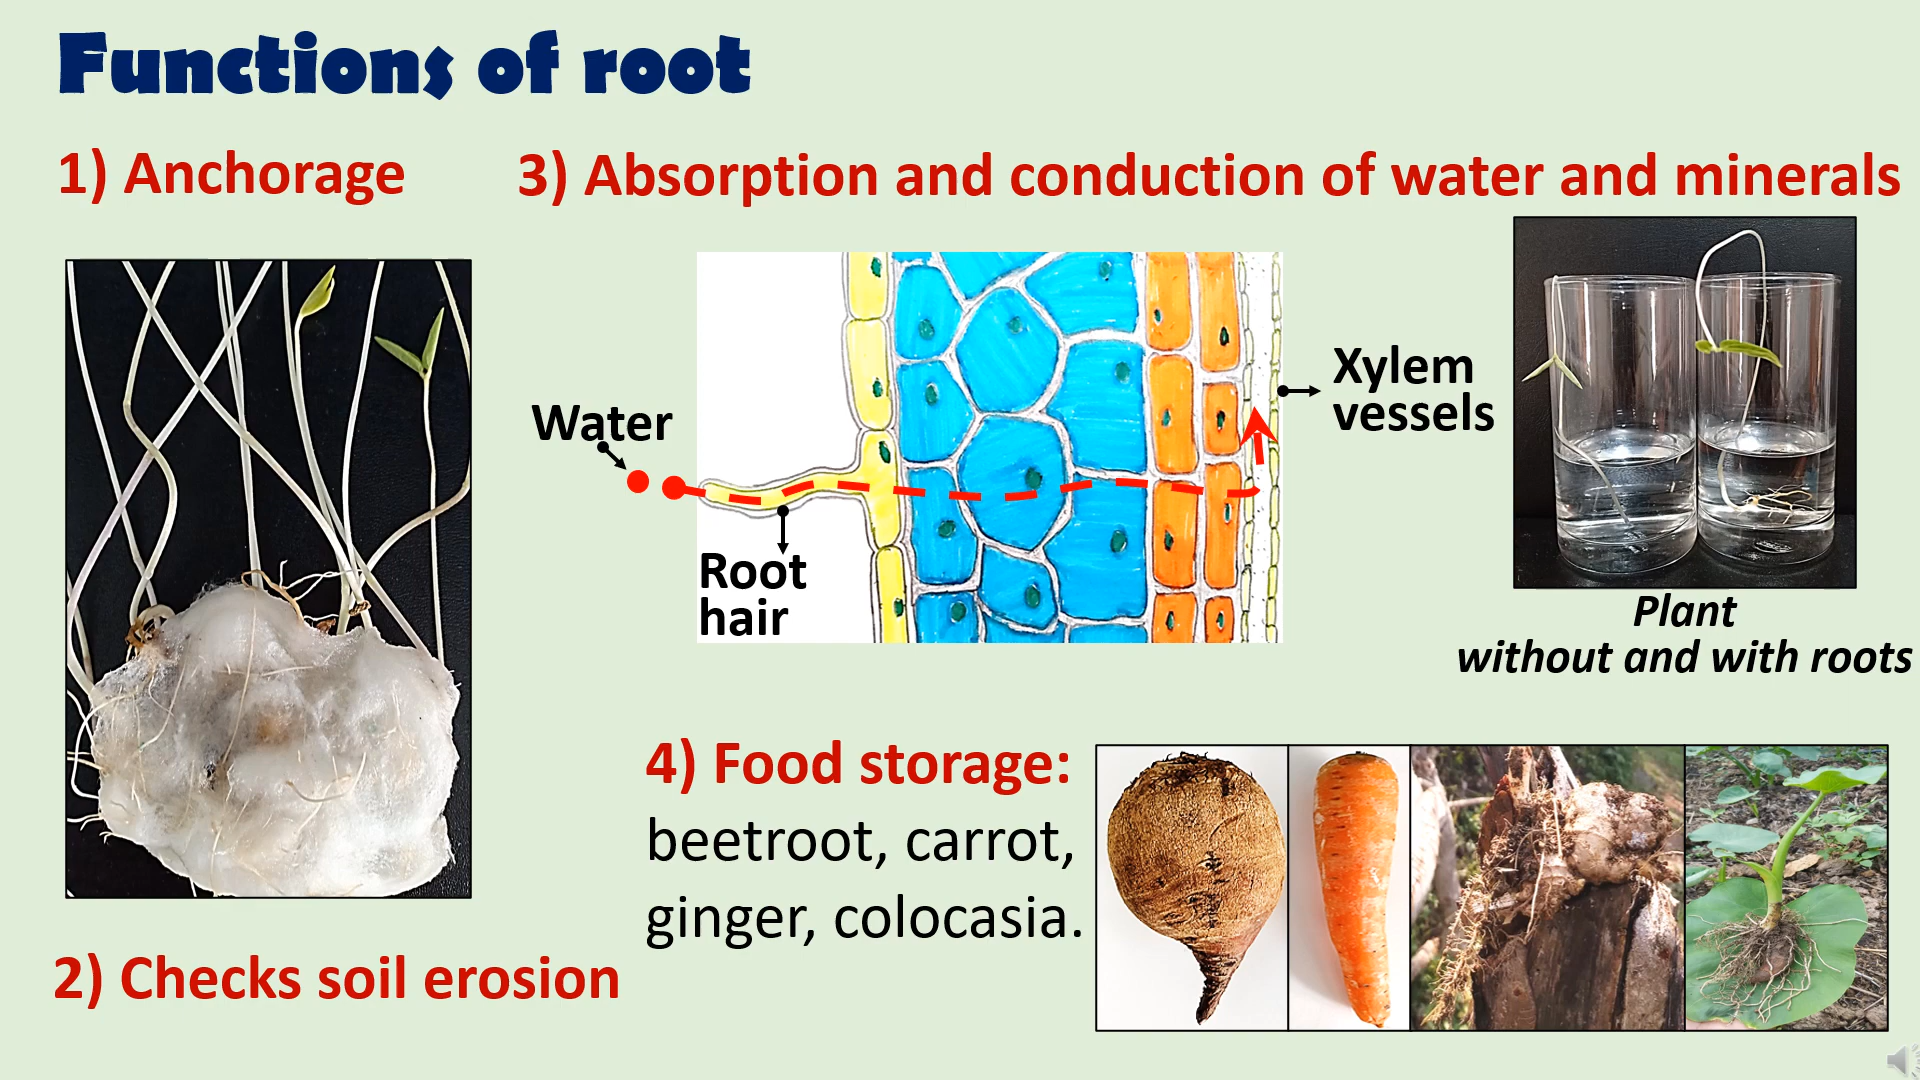 Functions of root
1) Anchorage
3) Absorption and conduction of water and minerals
Water
Root
hair
Xylem
vessels
Plant
without and with roots
4) Food storage:
beetroot, carrot,
ginger, colocasia.
2) Checks soil erosion